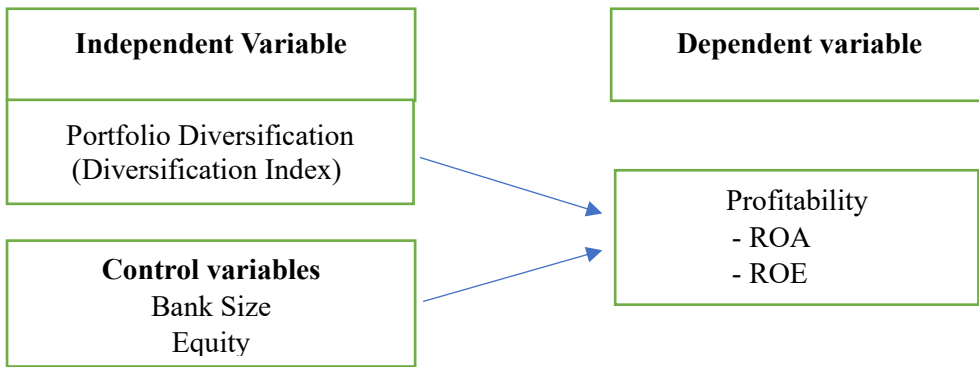 Independent Variable
Portfolio Diversification
(Diversification Index)
Control variables
Bank Size
Equity
Dependent variable
Profitability
- ROA
- ROE